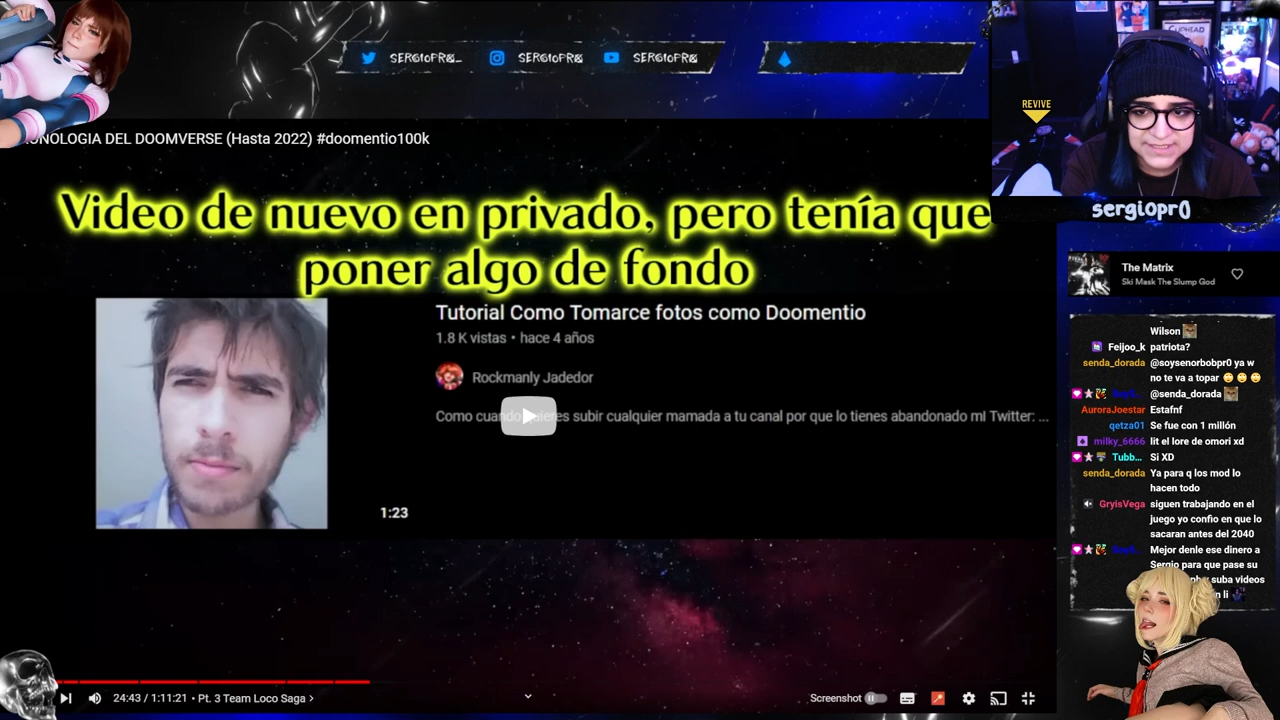 SERGIOPR0_
SERGIOPR0
SERGIOPR0
CUPHEAD
REVIVE
DEL DOOMVERSE (Hasta 2022) #doomentio100k
Video de nuevo en privado, pero tenía que
poner algo de fondo
sergiopr0
Tutorial Como Tomarce fotos como Doomentio
1.8 K vistas • hace 4 años
Rockmanly Jadedor
Como cuando quieres subir cualquier mamada a tu canal por que lo tienes abandonado mI Twitter: ...
1:23
The Matrix
Ski Mask The Slump God
Wilson
Feijoo_k patriota?
senda_dorada @soysenorbobpr0 ya w
no te va a topar
@senda_dorada
AuroraJoestar Estafnf
qetza01 Se fue con 1 millón
milky_6666 lit el lore de omori xd
Tubb... Si XD
senda_dorada Ya para q los mod lo
hacen todo
GryisVega siguen trabajando en el
juego yo confio en que lo
sacaran antes del 2040
Mejor denle ese dinero a
Sergio para que pase su
suba videos
24:43 / 1:11:21 • Pt. 3 Team Loco Saga >
Screenshot